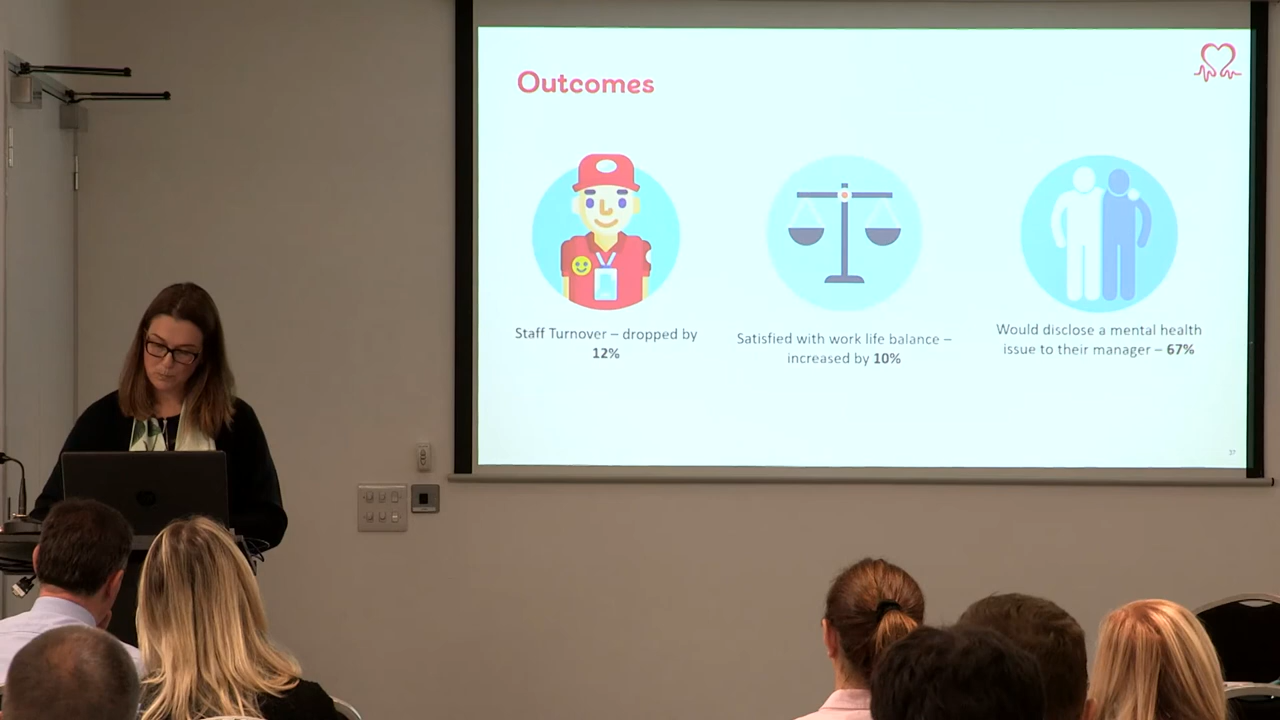 Outcomes
Staff Turnover – dropped by
12%
Satisfied with work life balance –
increased by 10%
Would disclose a mental health
issue to their manager – 67%
37